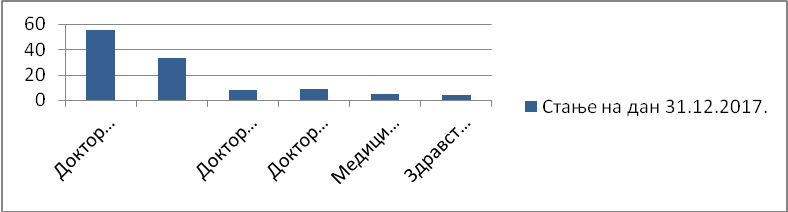 60
40
20
0
Доктор...
Доктор...
Доктор...
Медици...
Здравст...
Стање на дан 31.12.2017.